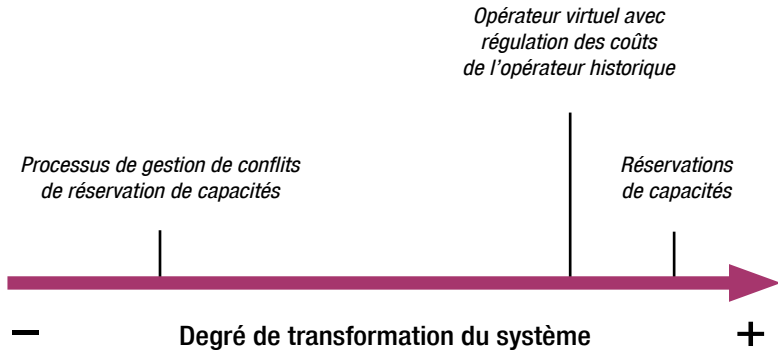 Opérateur virtuel avec
régulation des coûts
de l’opérateur historique
Processus de gestion de conflits
de réservation de capacités
Réservations
de capacités
– Degré de transformation du système +